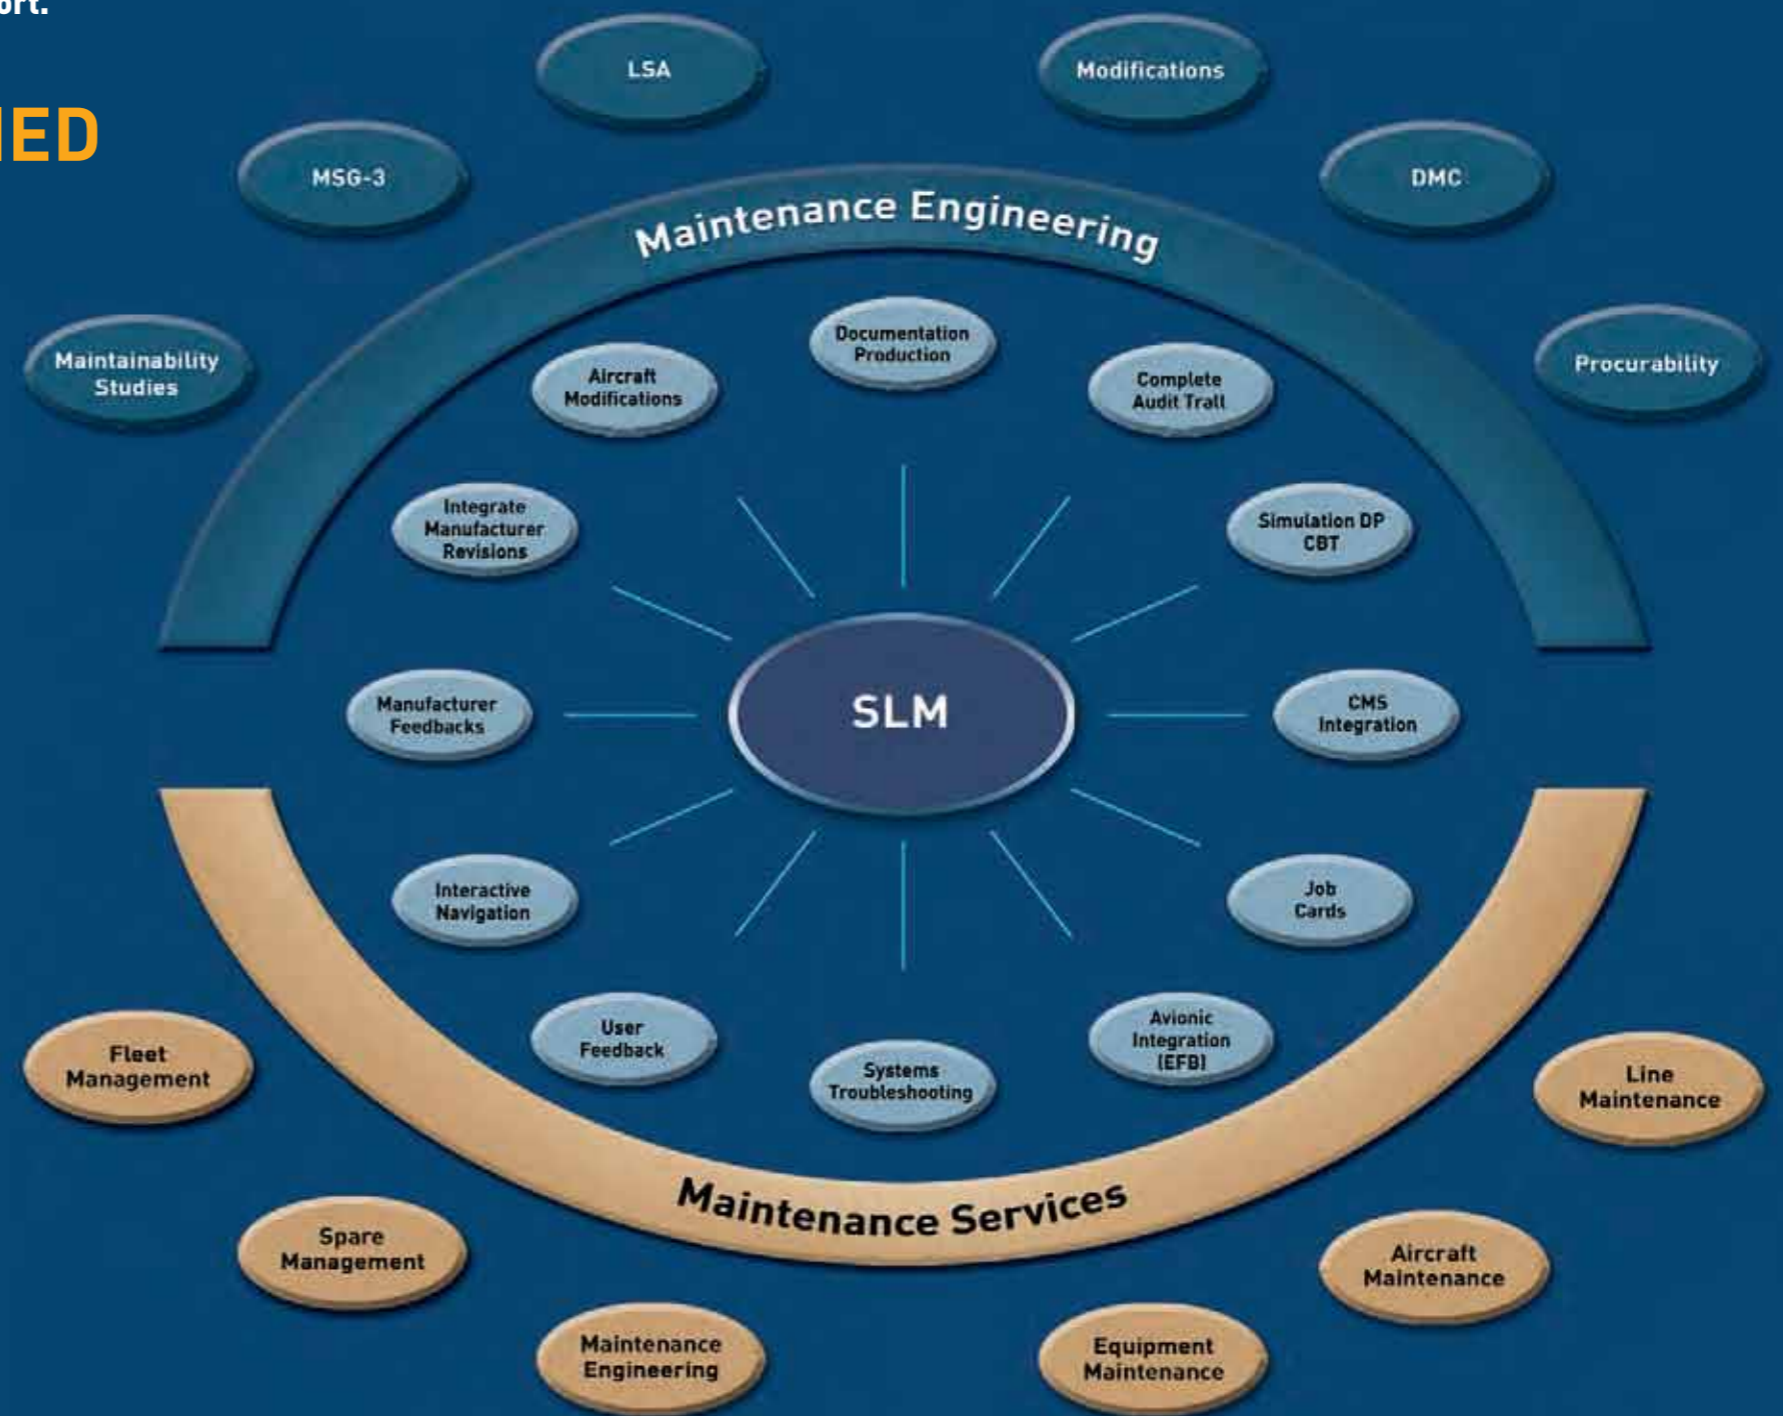 ort.
IED
LSA
Modifications
MSG-3
DMC
Maintenance Engineering
Maintainability
Studies
Procurability
Documentation
Production
Aircraft
Modifications
Complete
Audit Trall
Integrate
Manufacturer
Revisions
Simulation DP
CBT
Manufacturer
Feedbacks
SLM
CMS
Integration
Interactive
Navigation
Job
Cards
User
Feedback
Systems
Troubleshooting
Avionic
Integration
(EFB)
Fleet
Management
Line
Maintenance
Maintenance Services
Spare
Management
Aircraft
Maintenance
Maintenance
Engineering
Equipment
Maintenance